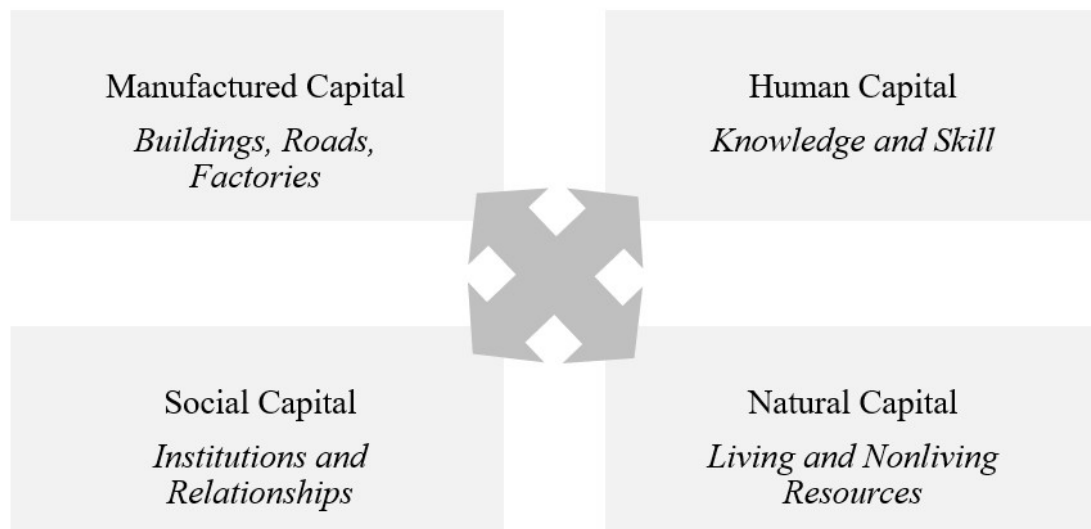 Manufactured Capital
Buildings, Roads,
Factories
Human Capital
Knowledge and Skill
Social Capital
Institutions and
Relationships
Natural Capital
Living and Nonliving
Resources